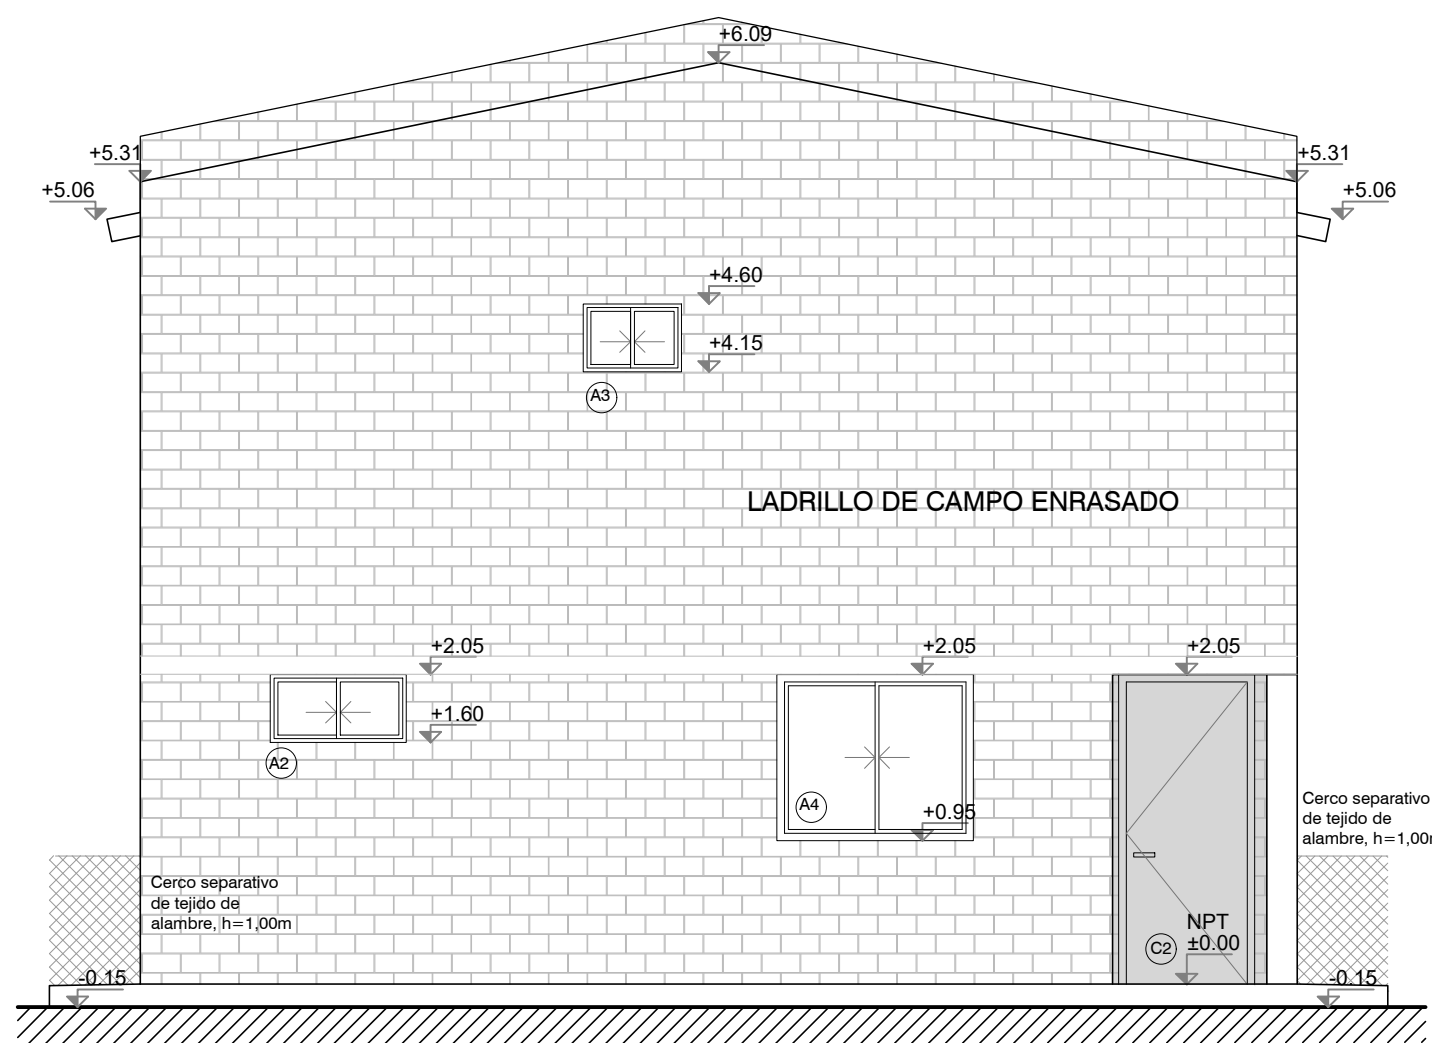 +6.09
+5.31
+5.31
+5.06
+5.06
+4.60
+4.15
A3
LADRILLO DE CAMPO ENRASADO
+2.05
+2.05
+2.05
+1.60
A2
A4
+0.95
Cerco separativo
de tejido de
alambre, h=1,00m
Cerco separativo
de tejido de
alambre, h=1,00m
NPT
±0.00
C2
-0.15
-0.15